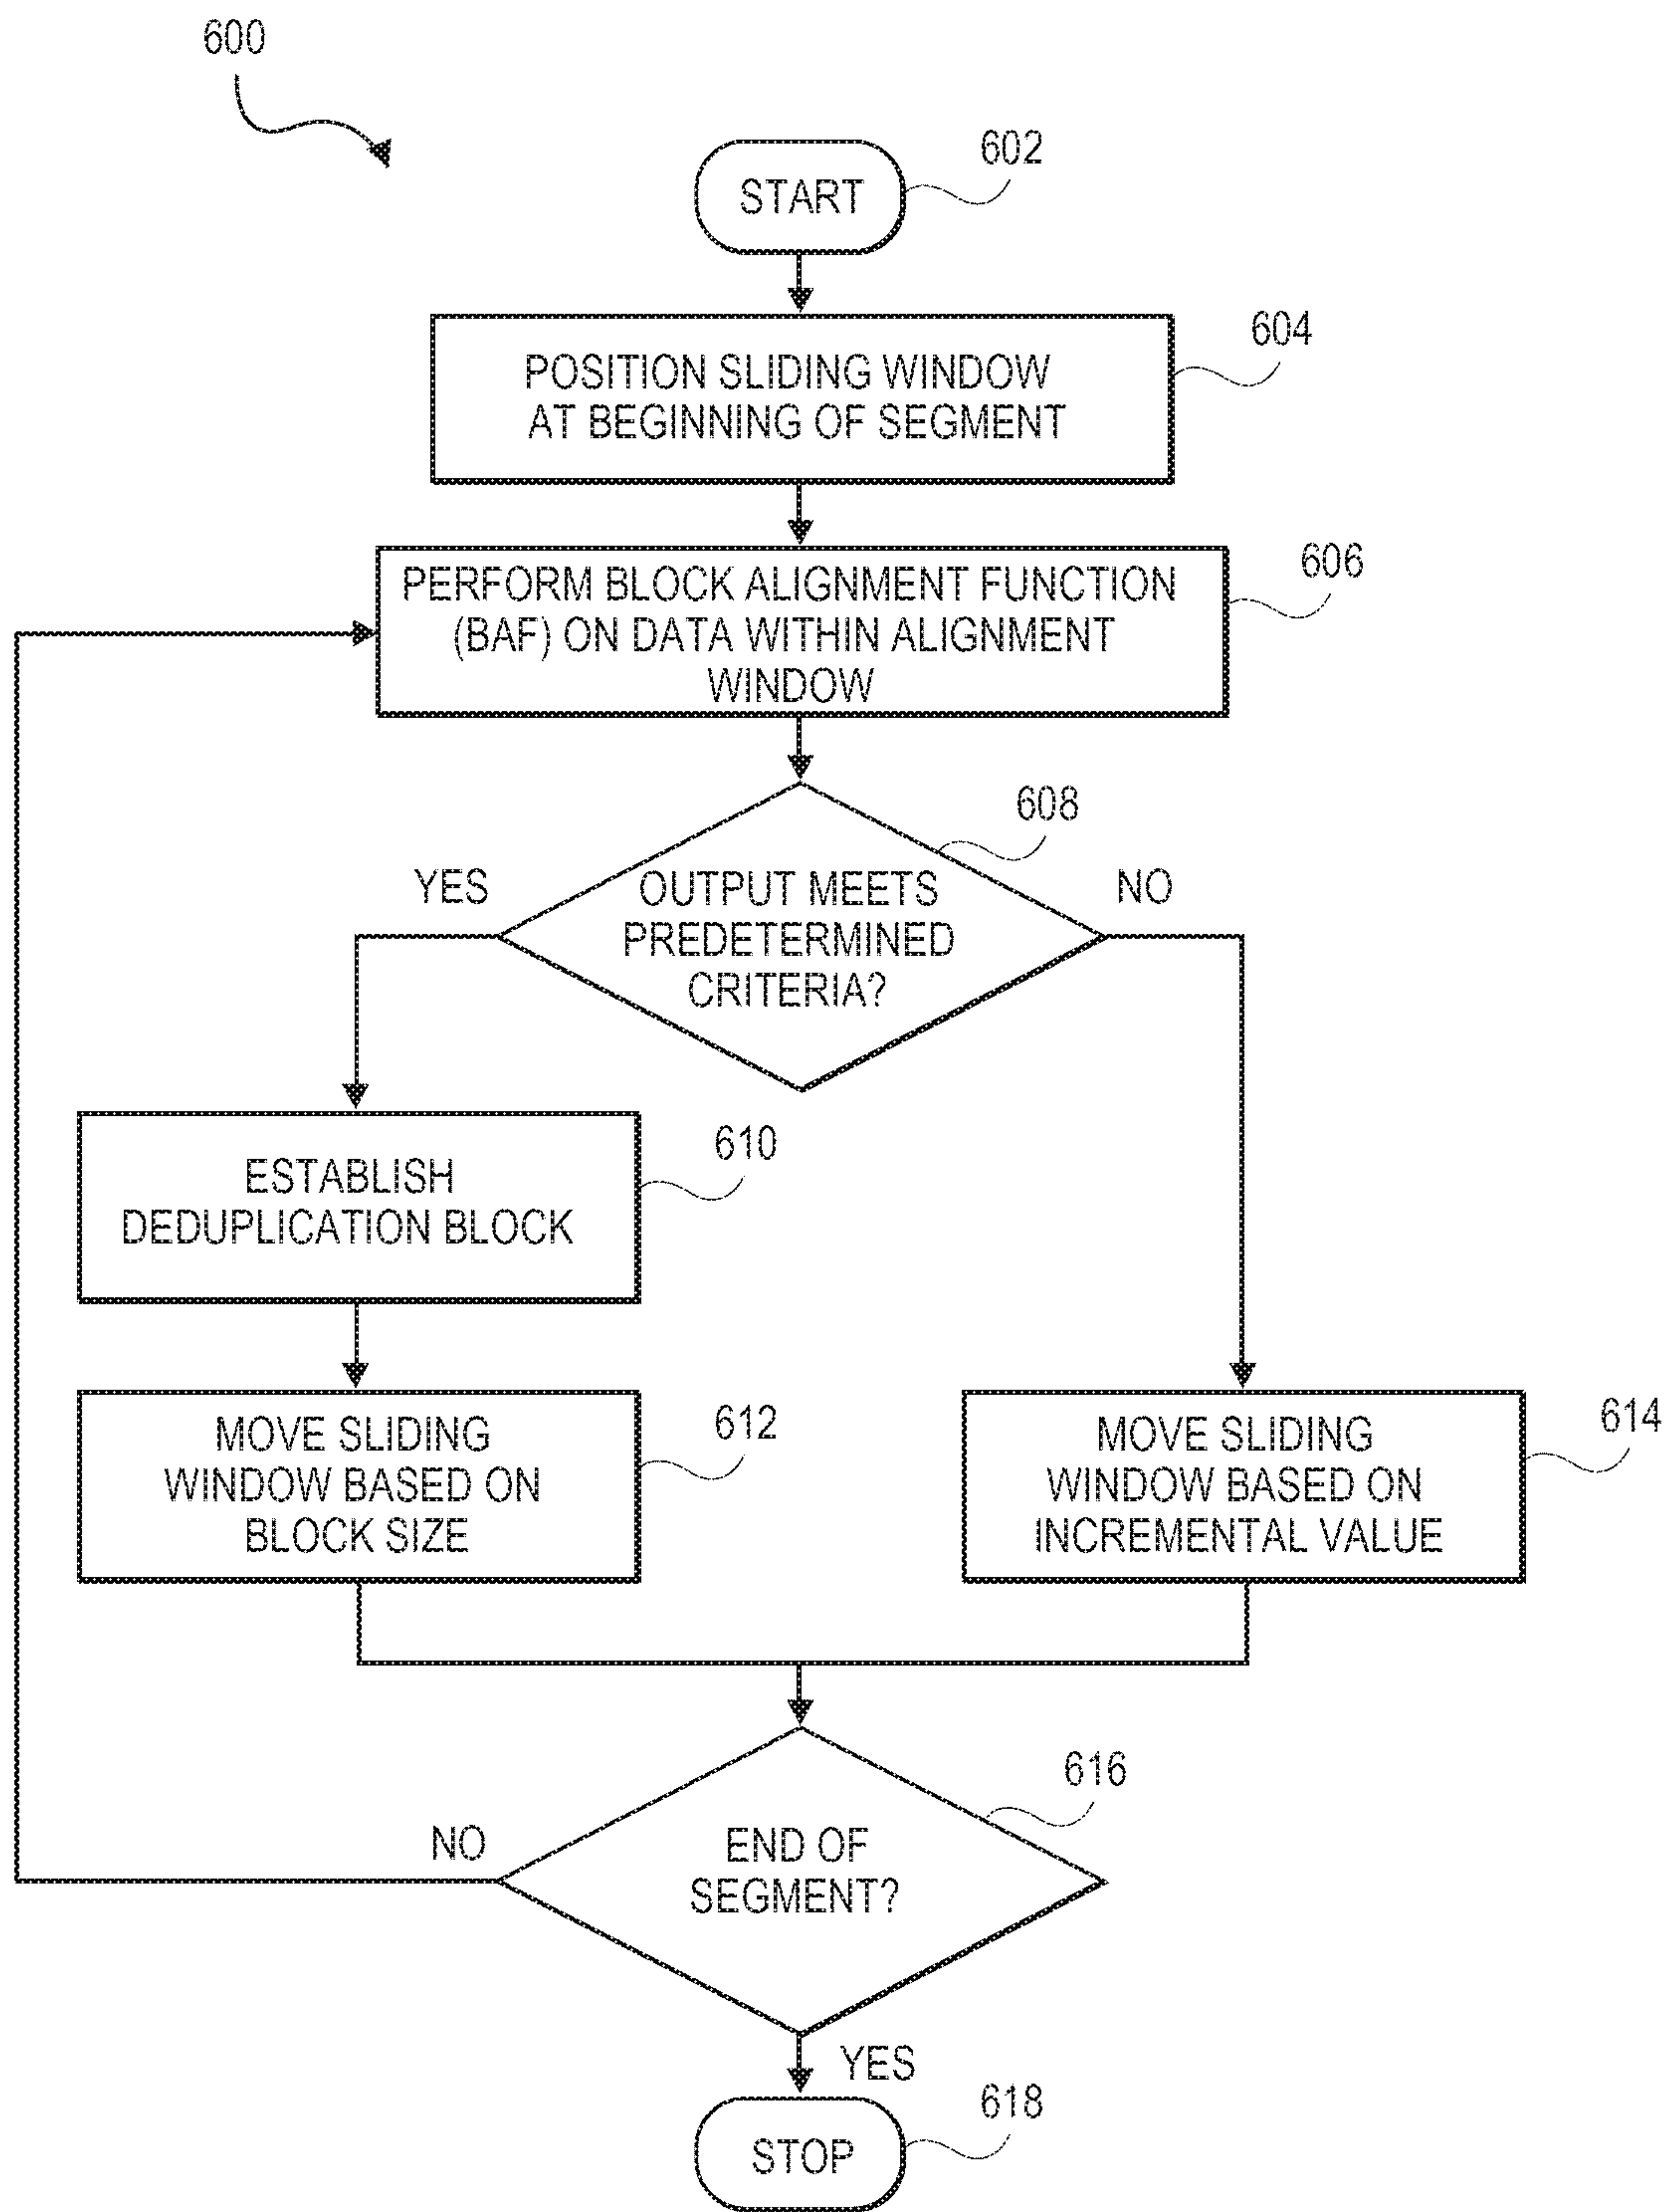 600
602
START
604
POSITION SLIDING WINDOW
AT BEGINNING OF SEGMENT
606
PERFORM BLOCK ALIGNMENT FUNCTION
(BAF) ON DATA WITHIN ALIGNMENT
WINDOW
608
YES
NO
OUTPUT MEETS
PREDETERMINED
CRITERIA?
610
ESTABLISH
DEDUPLICATION BLOCK
612
MOVE SLIDING
WINDOW BASED ON
BLOCK SIZE
614
MOVE SLIDING
WINDOW BASED ON
INCREMENTAL VALUE
616
NO
END OF
SEGMENT?
YES
618
STOP